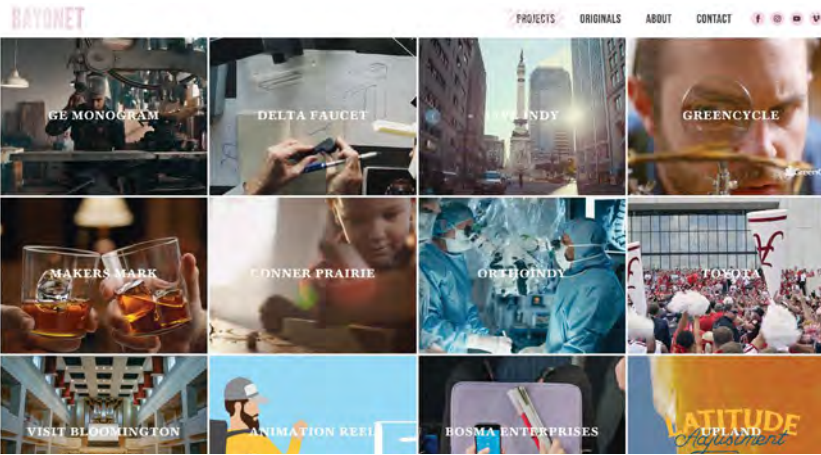 BAYONET
PROJECTS ORIGINALS ABOUT CONTACT
GE MONOGRAM
DELTA FAUCET
INDY
GREENCYCLE
MAKERS MARK
CONNER PRAIRIE
ORTHOINDY
TOYOTA
VISIT BLOOMINGTON
ANIMATION REEL
BOSMA ENTERPRISES
UPLAND
LATITUDE
Adjustment